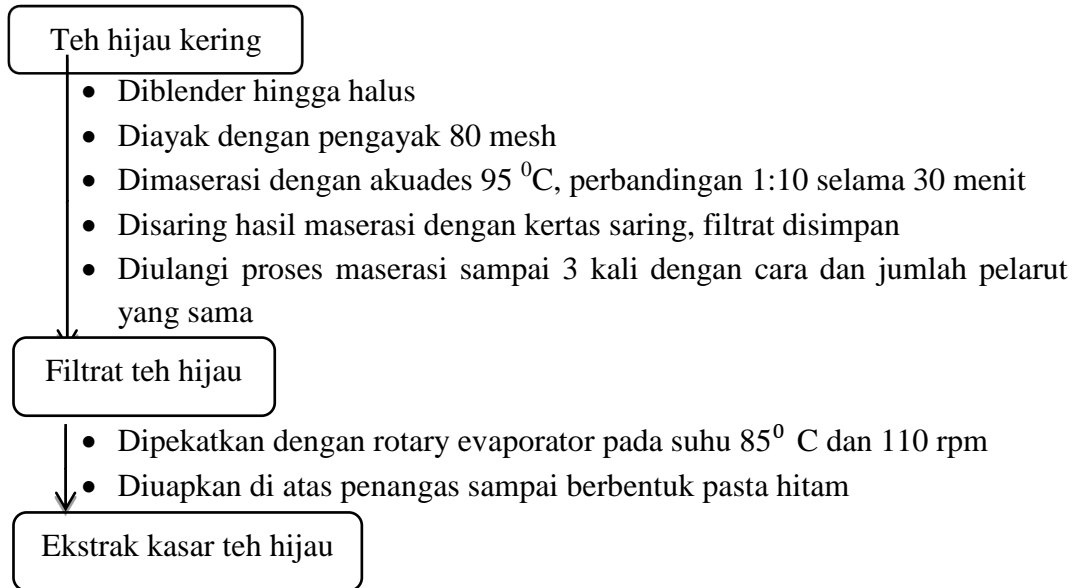 Teh hijau kering
• Diblender hingga halus
• Diayak dengan pengayak 80 mesh
• Dimaserasi dengan akuades 95 ⁰C, perbandingan 1:10 selama 30 menit
• Disaring hasil maserasi dengan kertas saring, filtrat disimpan
• Diulangi proses maserasi sampai 3 kali dengan cara dan jumlah pelarut
yang sama
Filtrat teh hijau
• Dipekatkan dengan rotary evaporator pada suhu 85⁰ C dan 110 rpm
• Diuapkan di atas penangas sampai berbentuk pasta hitam
Ekstrak kasar teh hijau